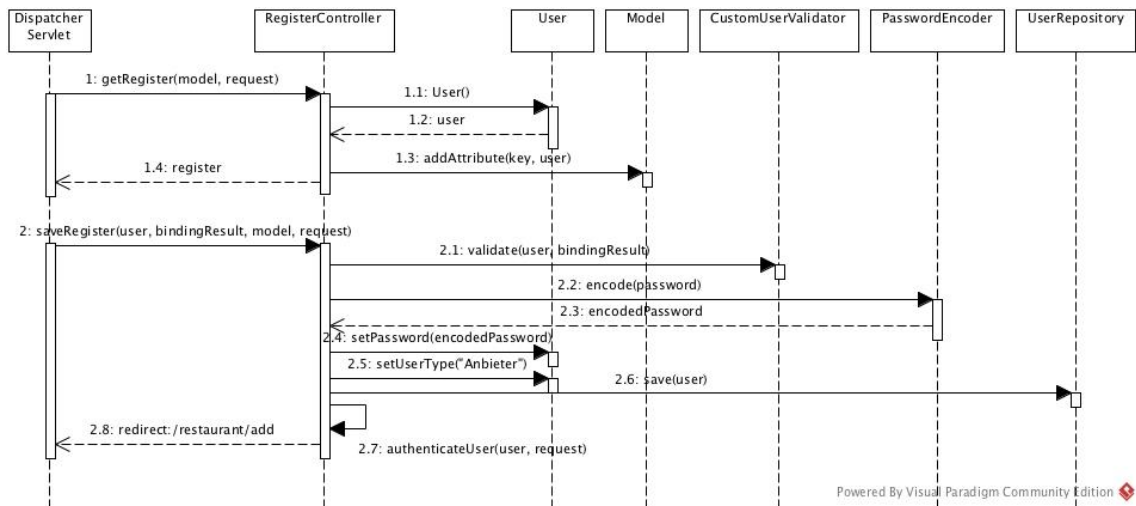 Dispatcher
Servlet
RegisterController
User
Model
CustomUserValidator
PasswordEncoder
UserRepository
1: getRegister(model, request)
1.1: User()
1.2: user
1.3: addAttribute(key, user)
1.4: register
2: saveRegister(user, bindingResult, model, request)
2.1: validate(user, bindingResult)
2.2: encode(password)
2.3: encodedPassword
2.4: setPassword(encodedPassword)
2.5: setUserType("Anbieter")
2.6: save(user)
2.8: redirect:/restaurant/add
2.7: authenticateUser(user, request)
Powered By Visual Paradigm Community Edition